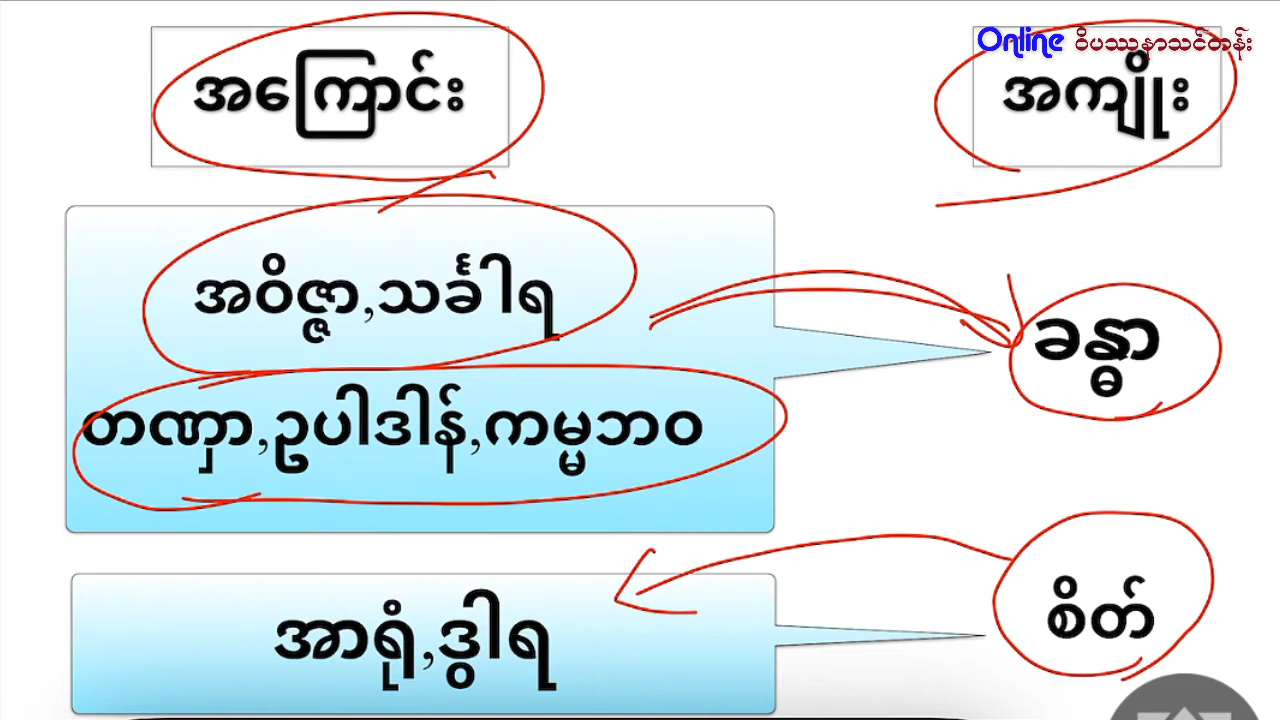 Online ဝိပဿနာသင်တန်း
အကြောင်း
အကျိုး
အဝိဇ္ဇာ,သင်္ခါရ
တဏှာ,ဥပါဒါန်,ကမ္မဘဝ
ခန္ဓာ
အာရုံ,ဒွါရ
စိတ်